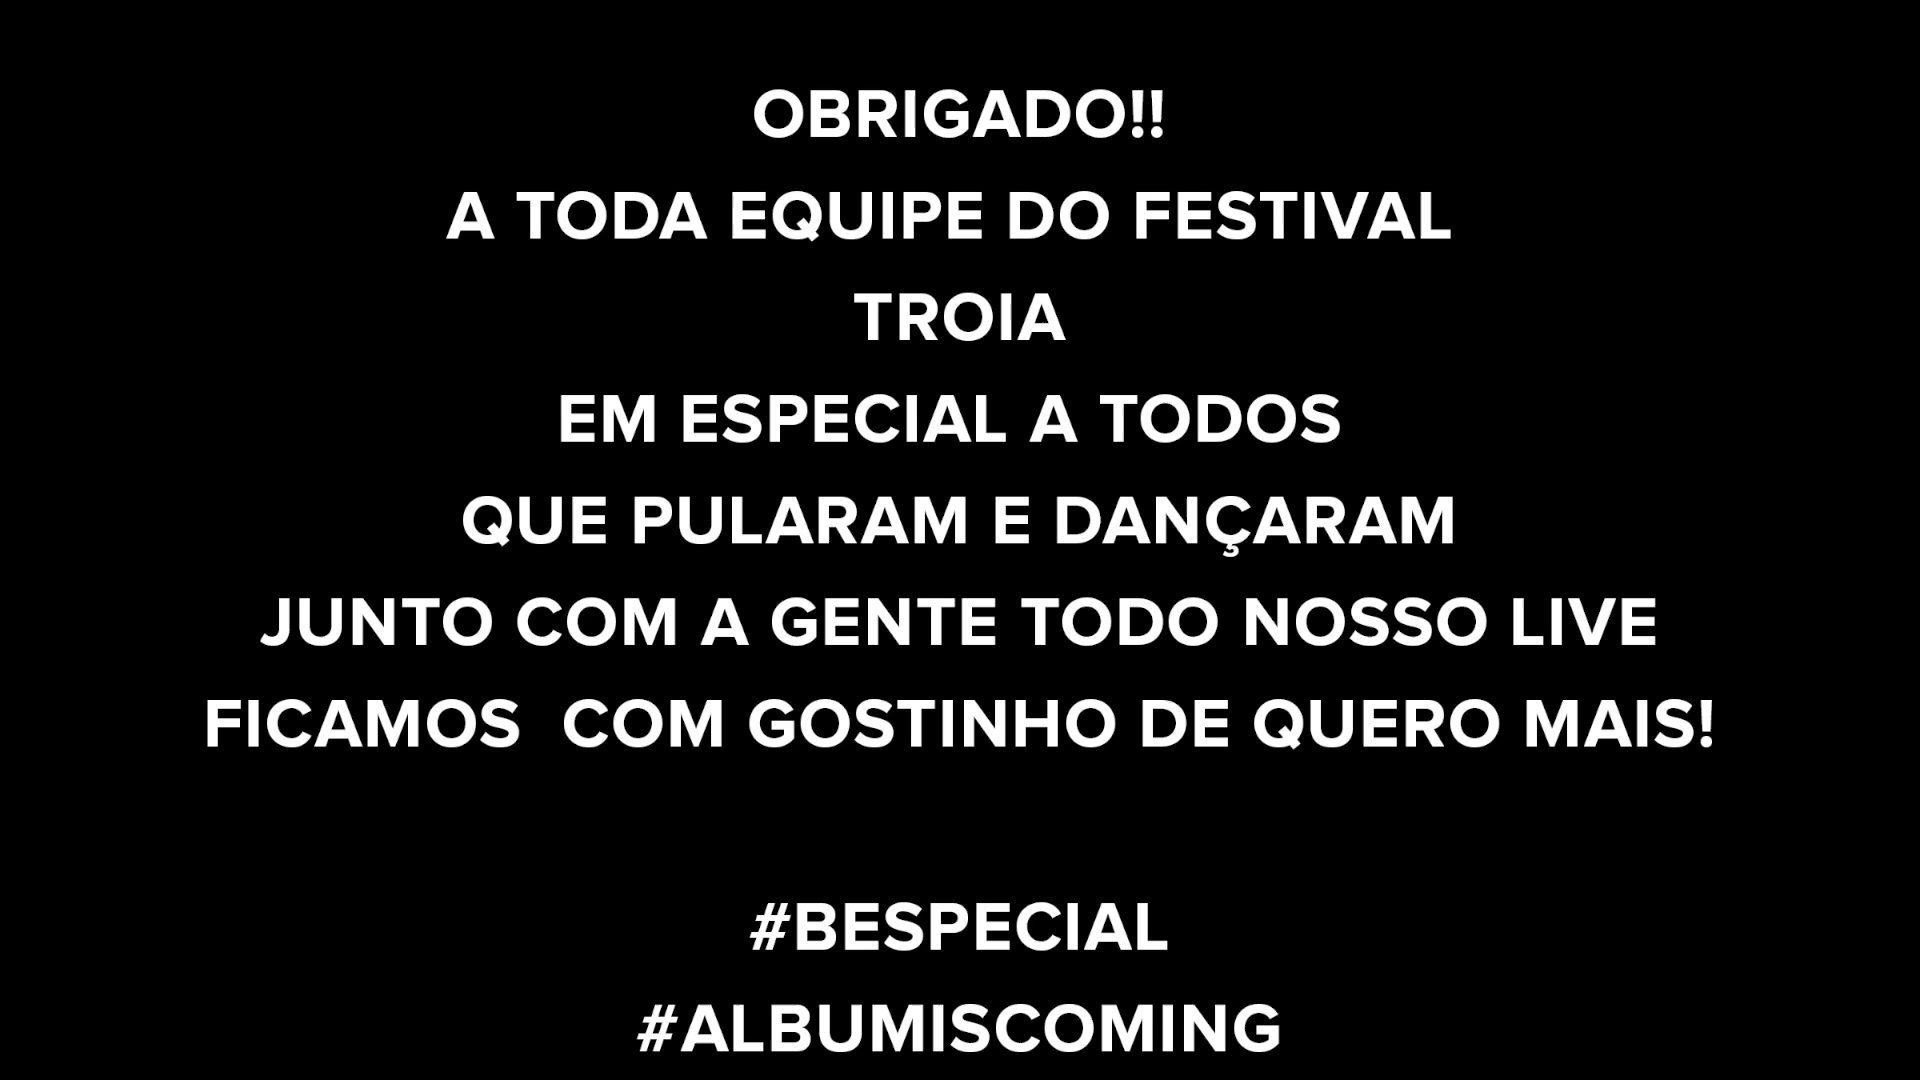 OBRIGADO!!
A TODA EQUIPE DO FESTIVAL
TROIA
EM ESPECIAL A TODOS
QUE PULARAM E DANÇARAM
JUNTO COM A GENTE TODO NOSSO LIVE
FICAMOS  COM GOSTINHO DE QUERO MAIS!
#BESPECIAL
#ALBUMISCOMING